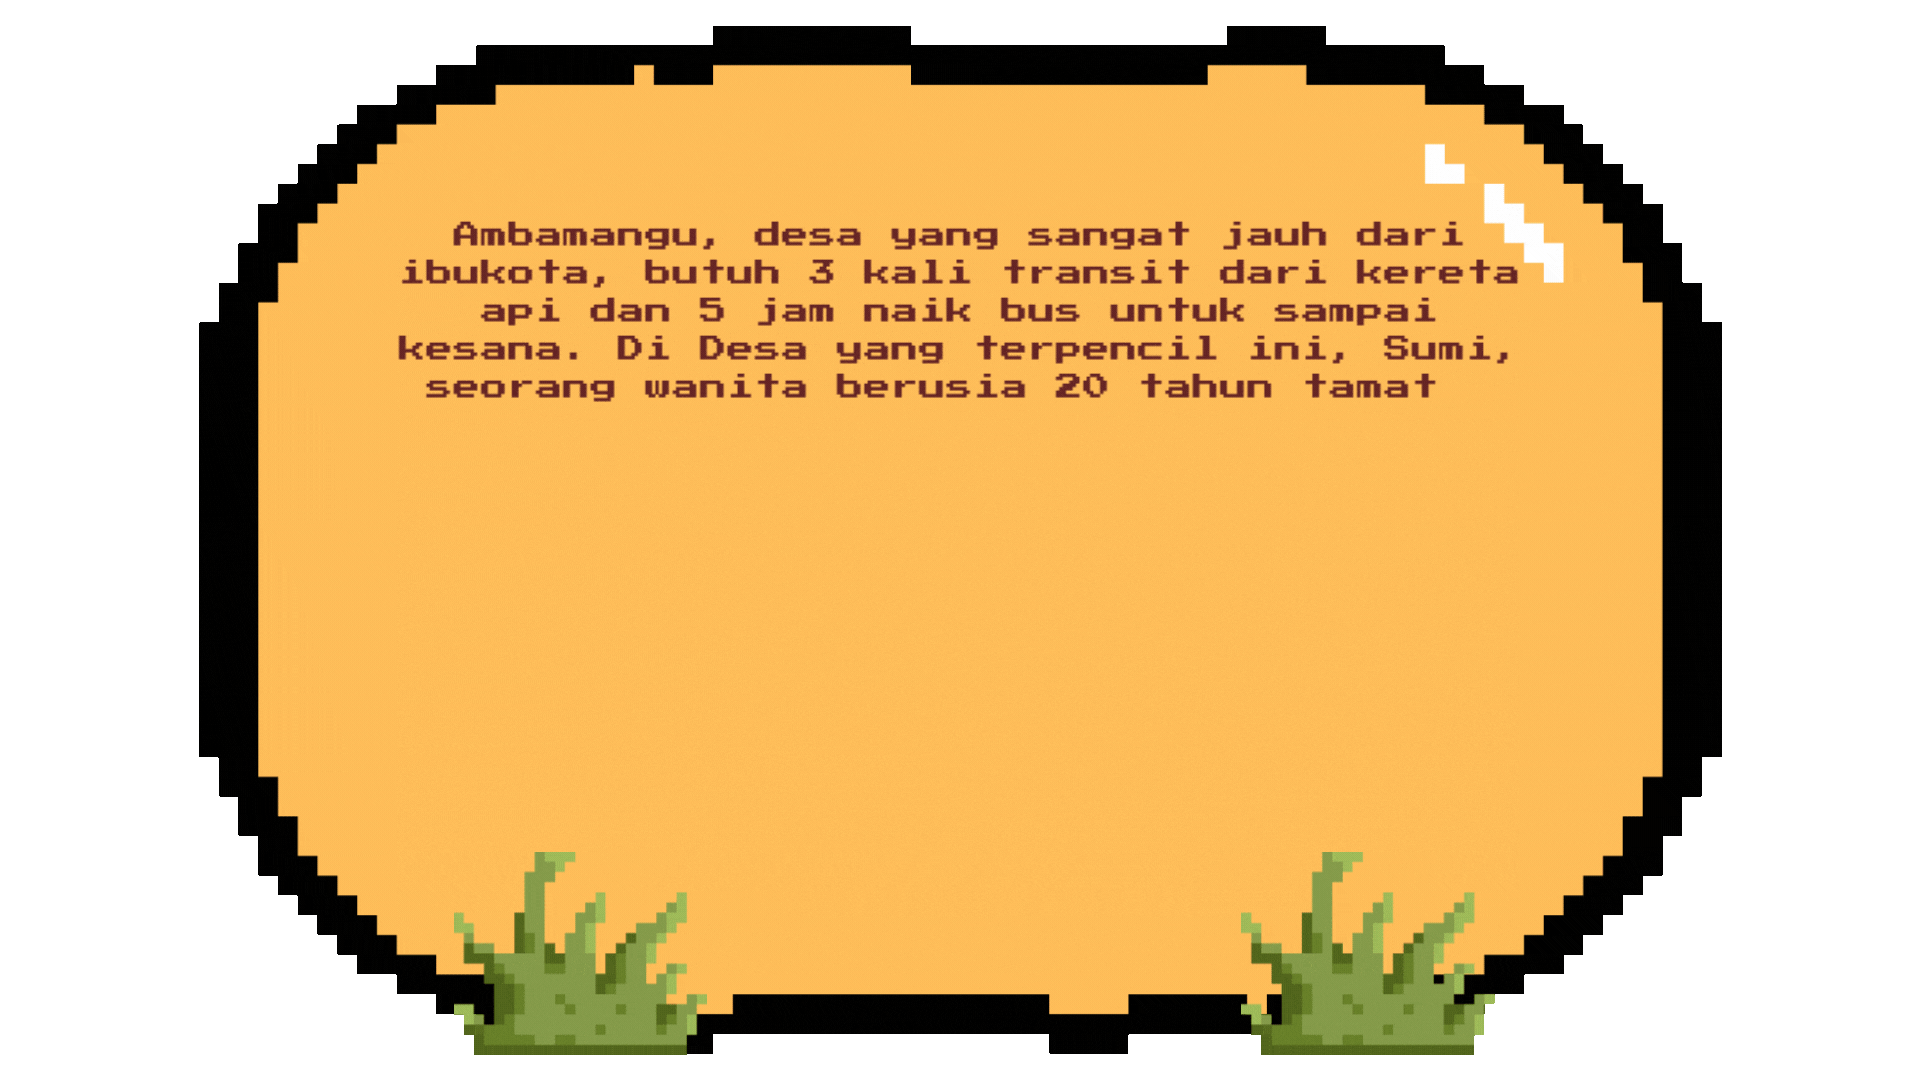 Ambamangu, desa yang sangat jauh dari
ibukota, butuh 3 kali transit dari kereta
api dan 5 jam naik bus untuk sampai
kesana. Di Desa yang terpencil ini, Sumi,
seorang wanita berusia 20 tahun tamat